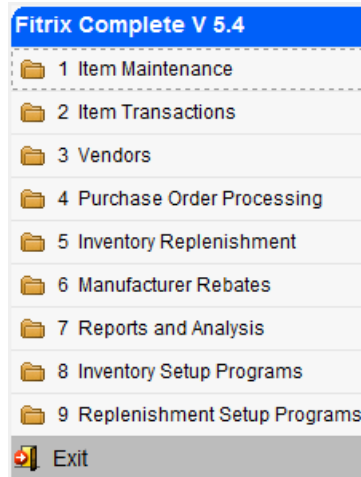 Fitrix Complete V 5.4
1 Item Maintenance
2 Item Transactions
3 Vendors
4 Purchase Order Processing
5 Inventory Replenishment
6 Manufacturer Rebates
7 Reports and Analysis
8 Inventory Setup Programs
9 Replenishment Setup Programs
Exit